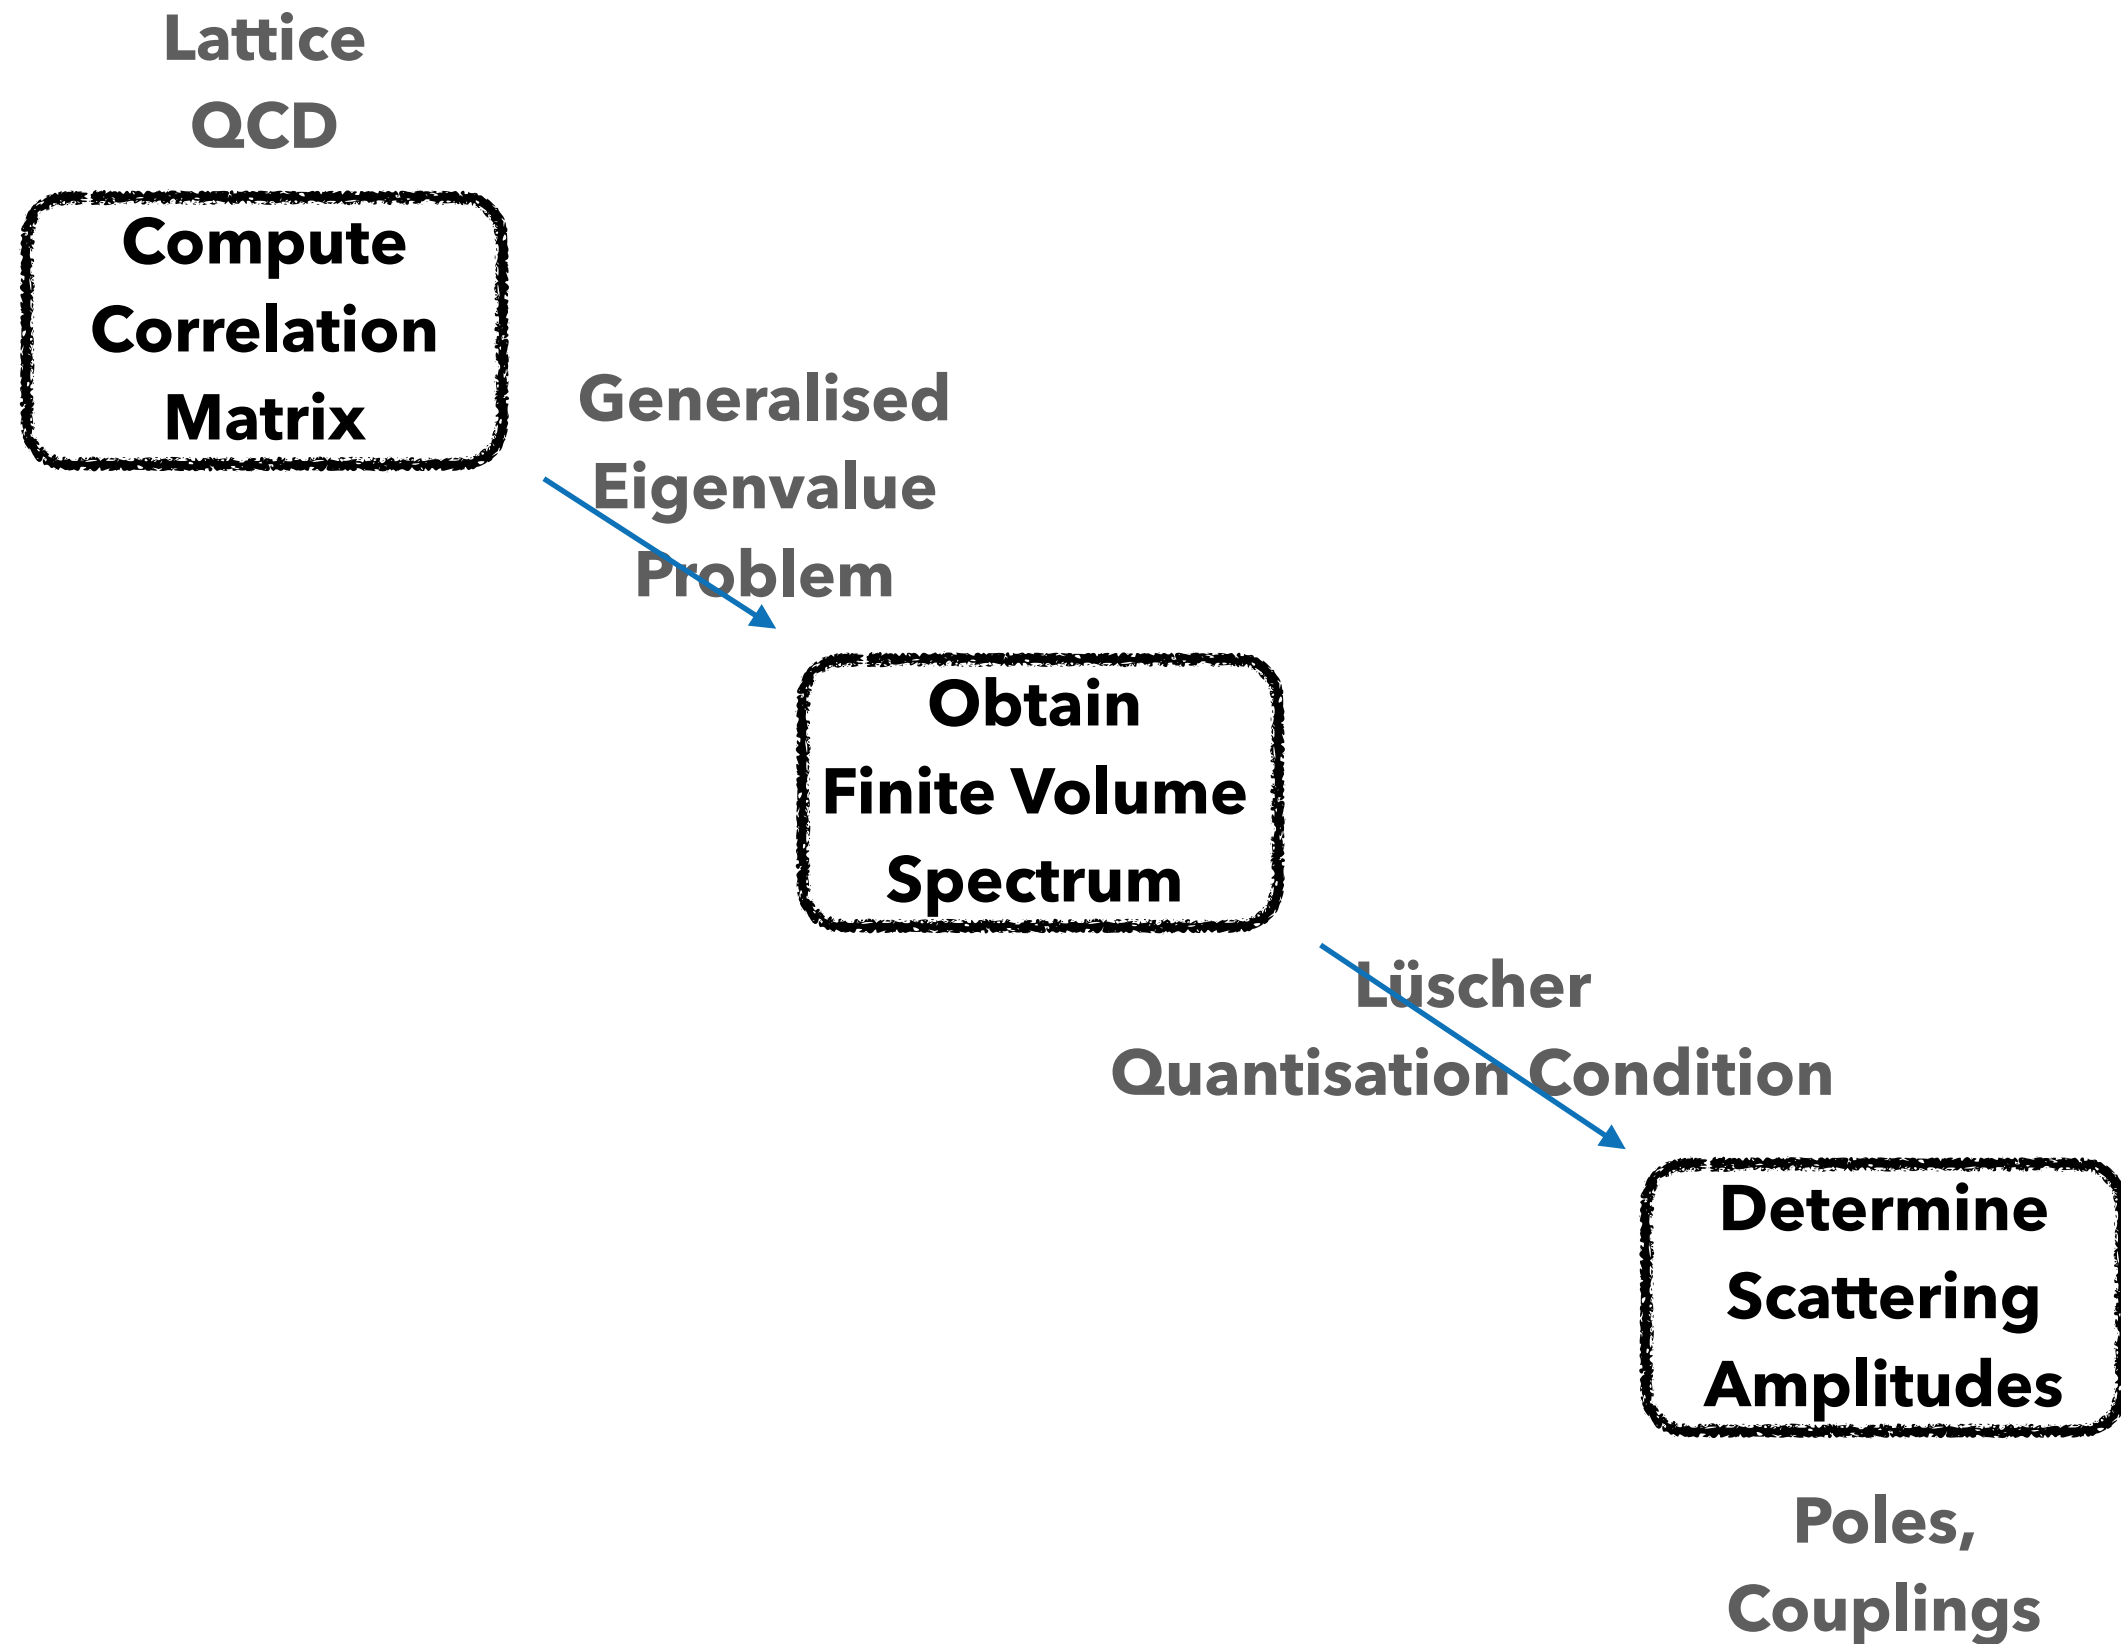 Lattice
QCD
Compute
Correlation
Matrix
Generalised
Eigenvalue
Problem
Obtain
Finite Volume
Spectrum
Lüscher
Quantisation Condition
Determine
Scattering
Amplitudes
Poles,
Couplings